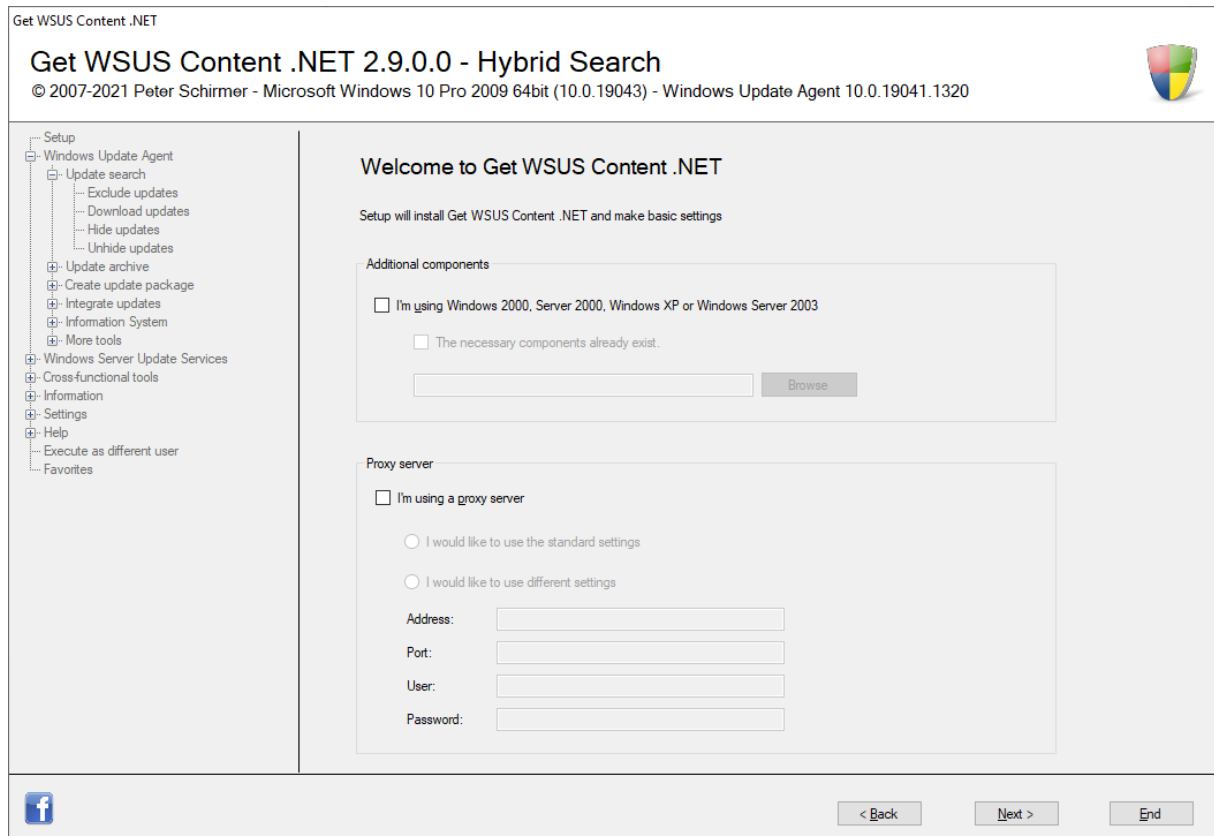 Get WSUS Content .NET
Get WSUS Content .NET 2.9.0.0 - Hybrid Search
© 2007-2021 Peter Schirmer - Microsoft Windows 10 Pro 2009 64bit (10.0.19043) - Windows Update Agent 10.0.19041.1320
Setup
Windows Update Agent
Update search
Exclude updates
Download updates
Hide updates
Unhide updates
Update archive
Create update package
Integrate updates
Information System
More tools
Windows Server Update Services
Cross-functional tools
Information
Settings
Help
Execute as different user
Favorites
Welcome to Get WSUS Content .NET
Setup will install Get WSUS Content .NET and make basic settings
Additional components
I'm using Windows 2000, Server 2000, Windows XP or Windows Server 2003
The necessary components already exist.
Browse
Proxy server
I'm using a proxy server
I would like to use the standard settings
I would like to use different settings
Address:
Port:
User:
Password:
f
< Back
Next >
End